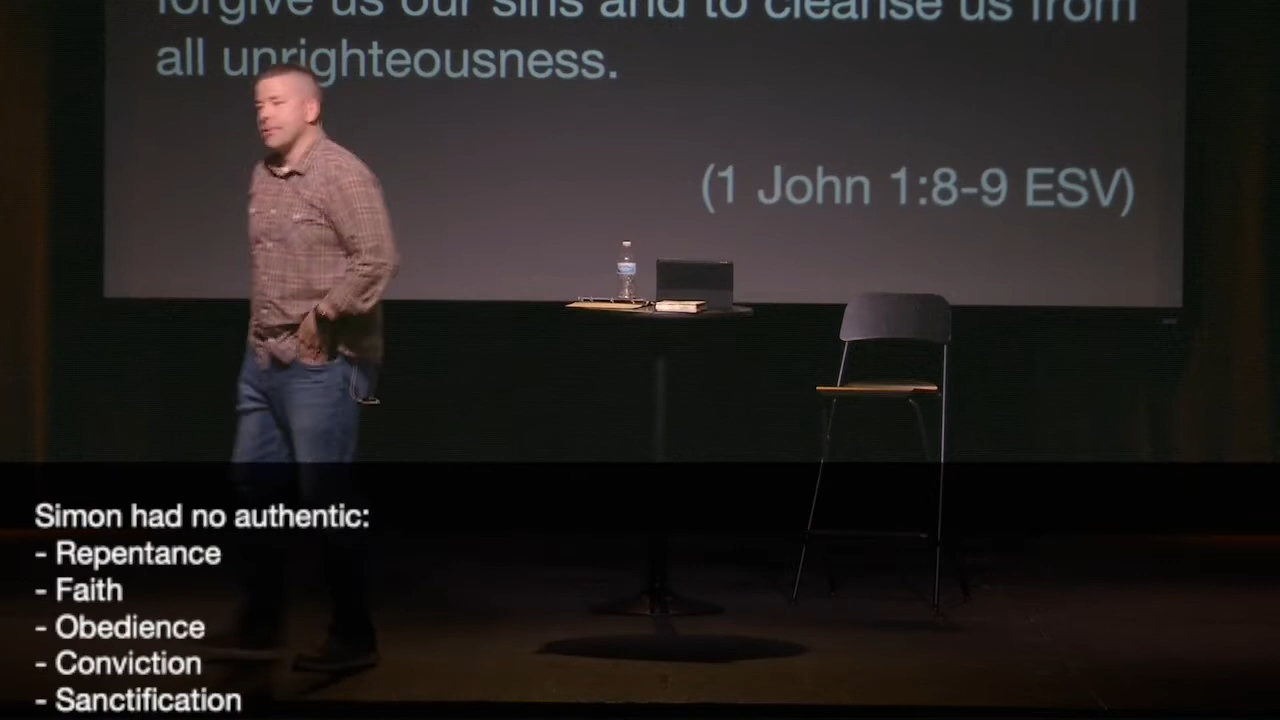 forgive us our sins and to cleanse us from
all unrighteousness.
(1 John 1:8-9 ESV)
Simon had no authentic:
- Repentance
- Faith
- Obedience
- Conviction
- Sanctification